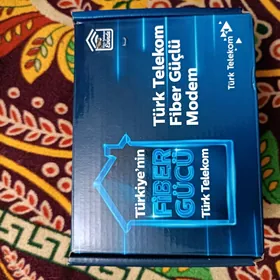 Türk Telekom
Fiber Güçlü
Modem
Türk Telekom
Türkiye'nin
FİBER
GÜCÜ
Türk Telekom